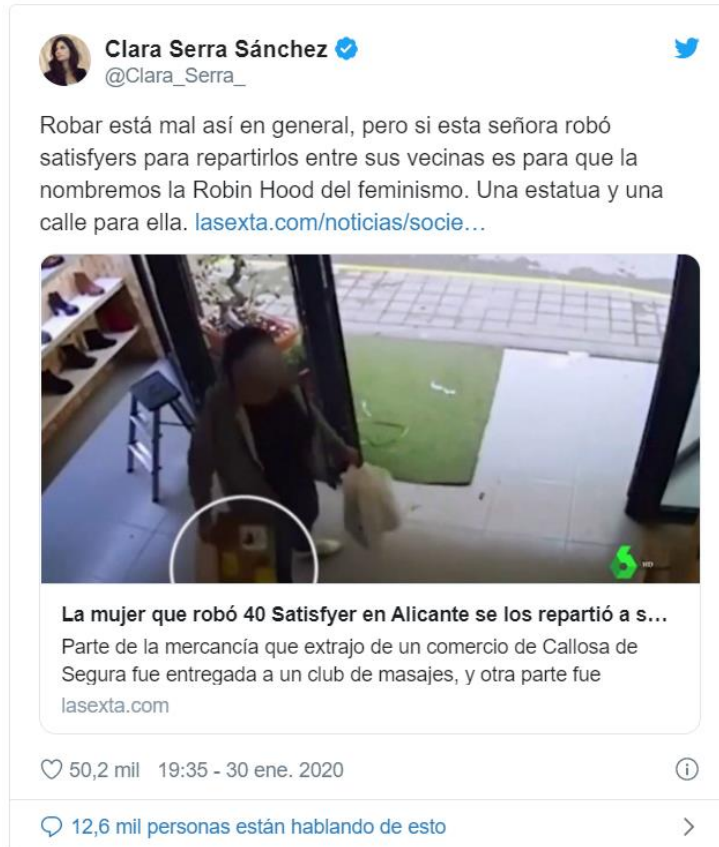 Clara Serra Sánchez
@Clara_Serra_
Robar está mal así en general, pero si esta señora robó
satisfyers para repartirlos entre sus vecinas es para que la
nombremos la Robin Hood del feminismo. Una estatua y una
calle para ella. lasexta.com/noticias/socie…
HD
La mujer que robó 40 Satisfyer en Alicante se los repartió a s…
Parte de la mercancía que extrajo de un comercio de Callosa de
Segura fue entregada a un club de masajes, y otra parte fue
lasexta.com
50,2 mil 19:35 - 30 ene. 2020
12,6 mil personas están hablando de esto